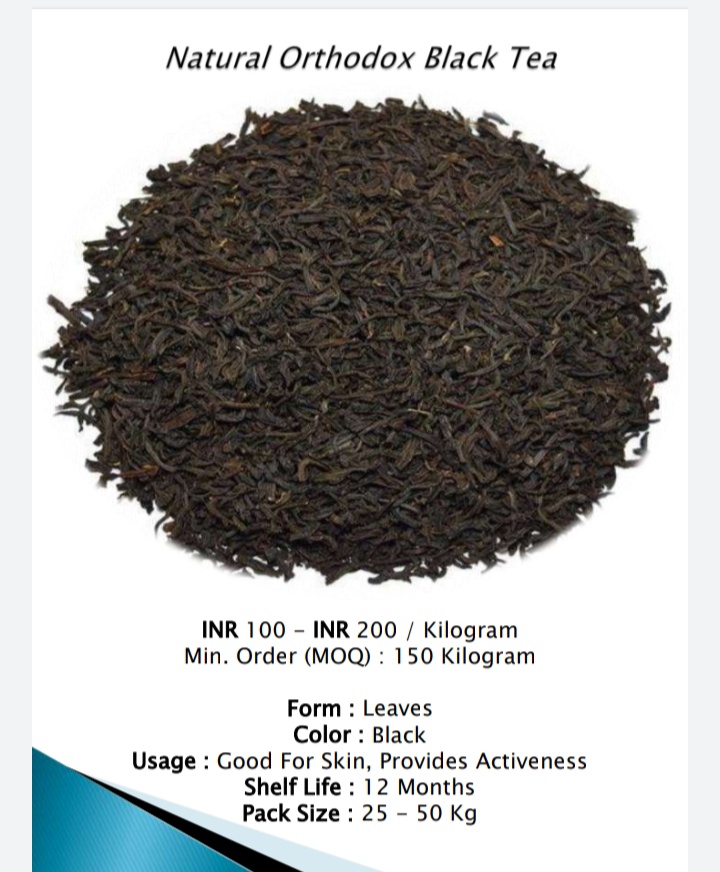 Natural Orthodox Black Tea
INR 100 – INR 200 / Kilogram
Min. Order (MOQ) : 150 Kilogram
Form : Leaves
Color : Black
Usage : Good For Skin, Provides Activeness
Shelf Life : 12 Months
Pack Size : 25 – 50 Kg